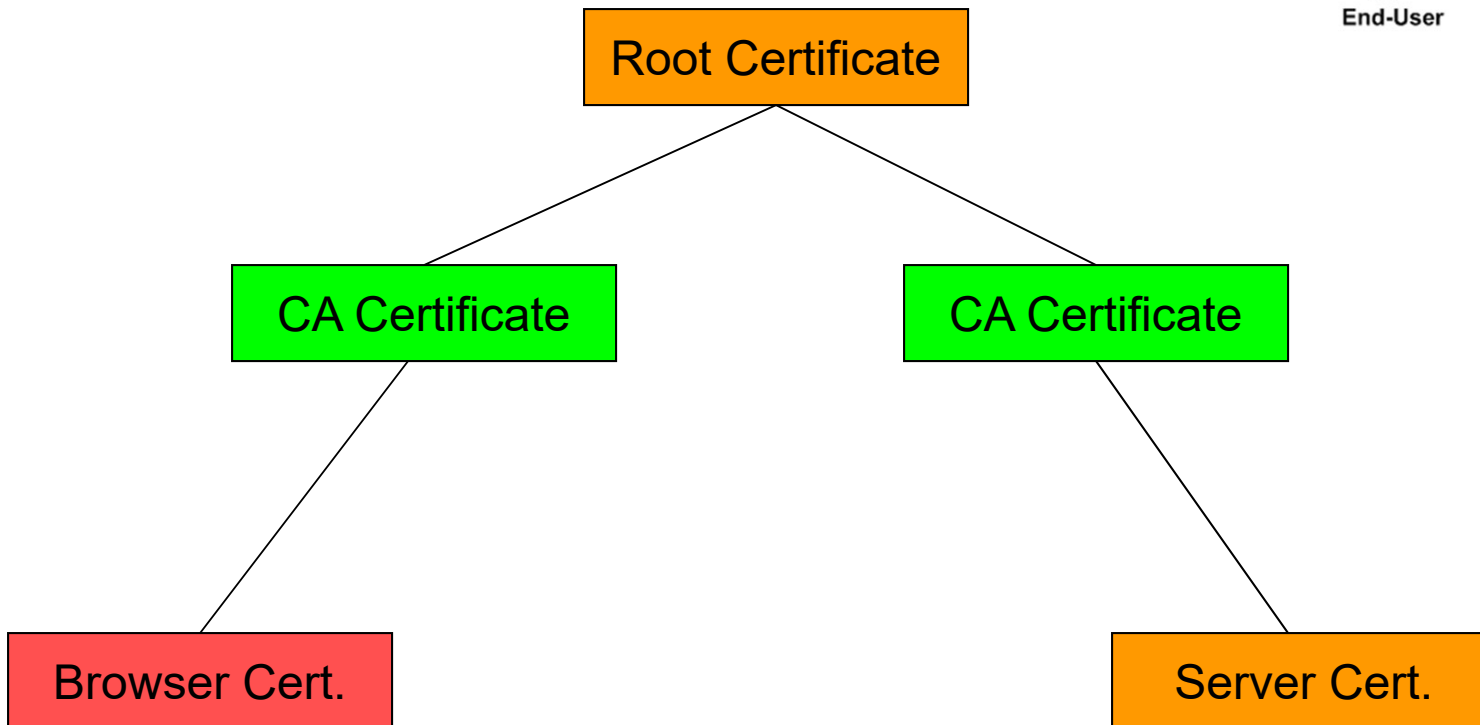 End-User
Root Certificate
CA Certificate
CA Certificate
Browser Cert.
Server Cert.